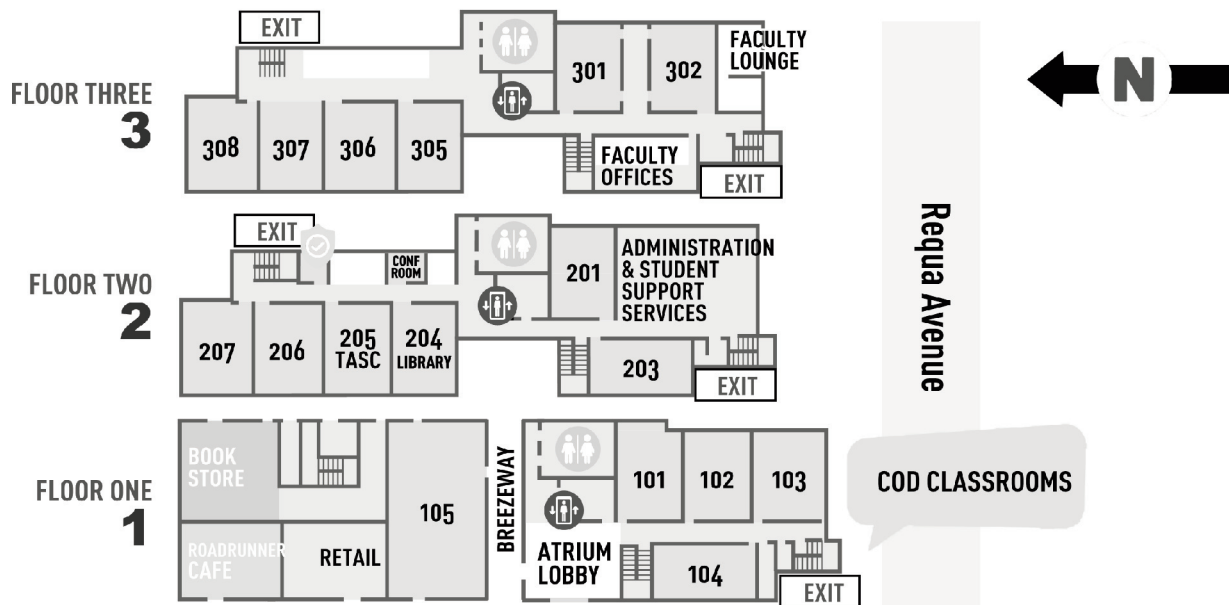 EXIT
FLOOR THREE
3
301
302
FACULTY
LOUNGE
N
308
307
306
305
FACULTY
OFFICES
EXIT
EXIT
FLOOR TWO
2
CONF
ROOM
201
ADMINISTRATION
& STUDENT
SUPPORT
SERVICES
207
206
205
TASC
204
LIBRARY
203
EXIT
Requa Avenue
FLOOR ONE
1
BOOK
STORE
ROADRUNNER
CAFE
RETAIL
105
BREEZEWAY
ATRIUM
LOBBY
101
102
103
104
EXIT
COD CLASSROOMS